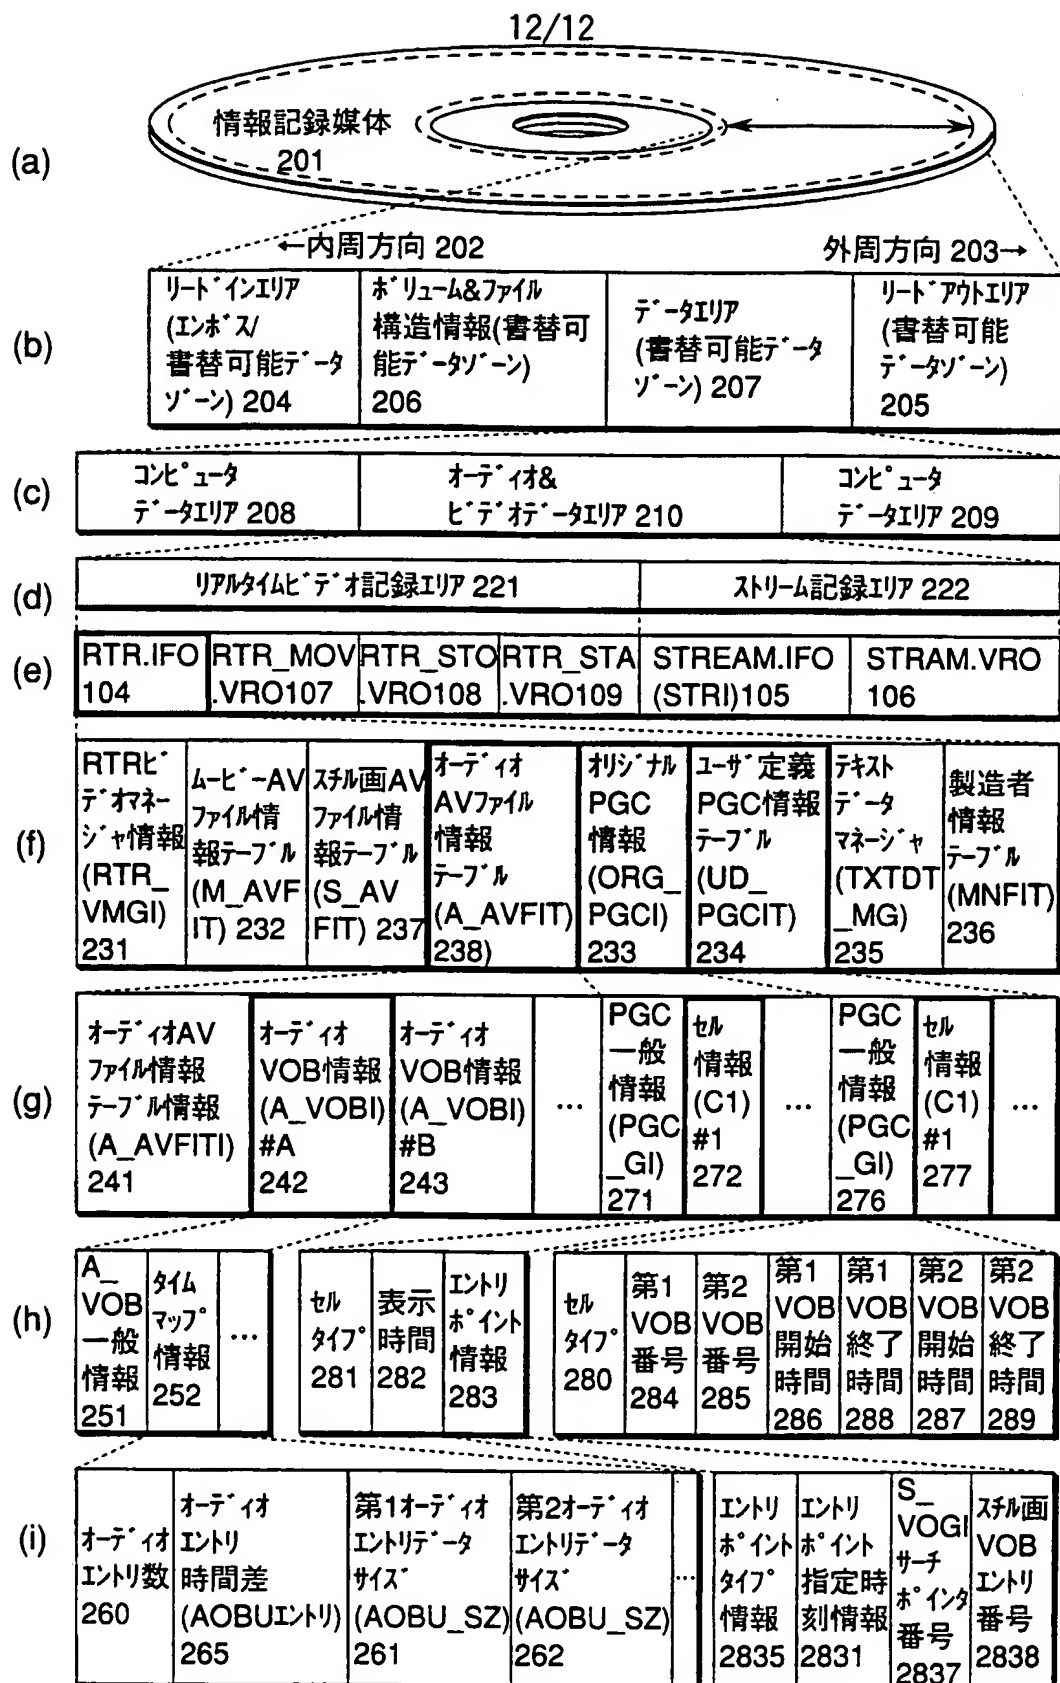 12/12
情報記録媒体
201
(a)
←内周方向 202
外周方向 203→
(b)
リードインエリア
(エンボス/
書替可能データ
ゾーン) 204
ボリューム&ファイル
構造情報(書替可
能データゾーン)
206
データエリア
(書替可能データ
ゾーン) 207
リードアウトエリア
(書替可能
データゾーン)
205
(c)
コンピュータ
データエリア 208
オーディオ&
ビデオデータエリア 210
コンピュータ
データエリア 209
(d)
リアルタイムビデオ記録エリア 221
ストリーム記録エリア 222
(e)
RTR.IFO
104
RTR_MOV
.VRO107
RTR_STO
.VRO108
RTR_STA
.VRO109
STREAM.IFO
(STRI)105
STRAM.VRO
106
(f)
RTRビ
デオマネー
ジャ情報
(RTR_
VMGI)
231
ムービーAV
ファイル情
報テーブル
(M_AVF
IT) 232
スチル画AV
ファイル情
報テーブル
(S_AV
FIT) 237
オーディオ
AVファイル
情報
テーブル
(A_AVFIT)
238)
オリジナル
PGC
情報
(ORG_
PGCI)
233
ユーザ定義
PGC情報
テーブル
(UD_
PGCIT)
234
テキスト
データ
マネージャ
(TXTDT
_MG)
235
製造者
情報
テーブル
(MNFIT)
236
(g)
オーディオAV
ファイル情報
テーブル情報
(A_AVFITI)
241
オーディオ
VOB情報
(A_VOBI)
#A
242
オーディオ
VOB情報
(A_VOBI)
#B
243
…
PGC
一般
情報
(PGC
_GI)
271
セル
情報
(C1)
#1
272
…
PGC
一般
情報
(PGC
_GI)
276
セル
情報
(C1)
#1
277
…
(h)
A_
VOB
一般
情報
251
タイム
マップ
情報
252
…
セル
タイプ
281
表示
時間
282
エントリ
ポイント
情報
283
セル
タイプ
280
第1
VOB
番号
284
第2
VOB
番号
285
第1
VOB
開始
時間
286
第1
VOB
終了
時間
288
第2
VOB
開始
時間
287
第2
VOB
終了
時間
289
(i)
オーディオ
エントリ数
260
オーディオ
エントリ
時間差
(AOBUエントリ)
265
第1オーディオ
エントリデータ
サイズ
(AOBU_SZ)
261
第2オーディオ
エントリデータ
サイズ
(AOBU_SZ)
262
…
エントリ
ポイント
タイプ
情報
2835
エントリ
ポイント
指定時
刻情報
2831
S_
VOGI
サーチ
ポインタ
番号
2837
スチル画
VOB
エントリ
番号
2838